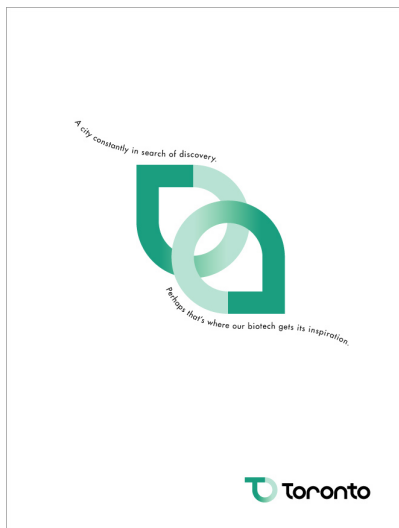 A city constantly in search of discovery.
Perhaps that's where our biotech gets its inspiration.
Toronto